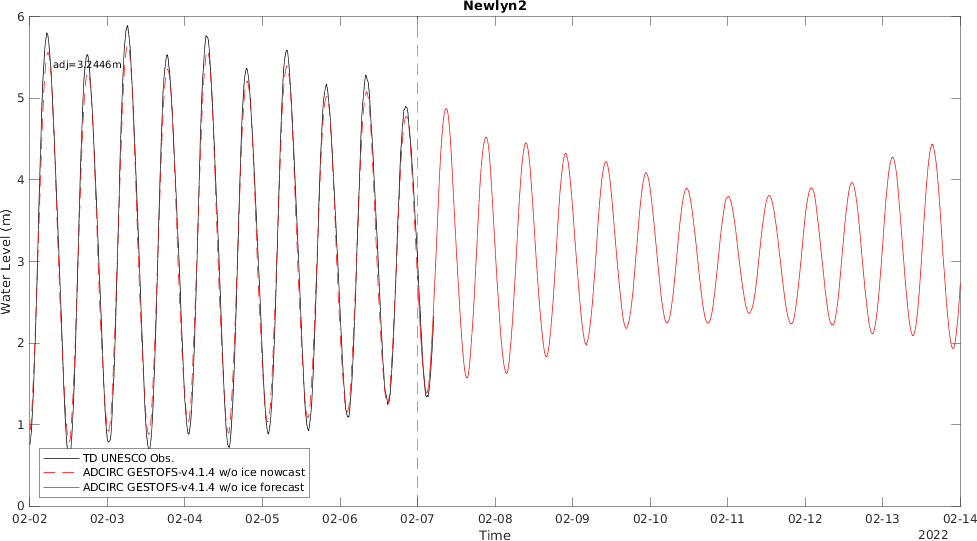 Newlyn2
6
5
4
3
2
1
0
Water Level (m)
adj=3.2446m
TD UNESCO Obs.
ADCIRC GESTOFS-v4.1.4 w/o ice nowcast
ADCIRC GESTOFS-v4.1.4 w/o ice forecast
02-02 02-03 02-04 02-05 02-06 02-07 02-08 02-09 02-10 02-11 02-12 02-13 02-14
Time
2022